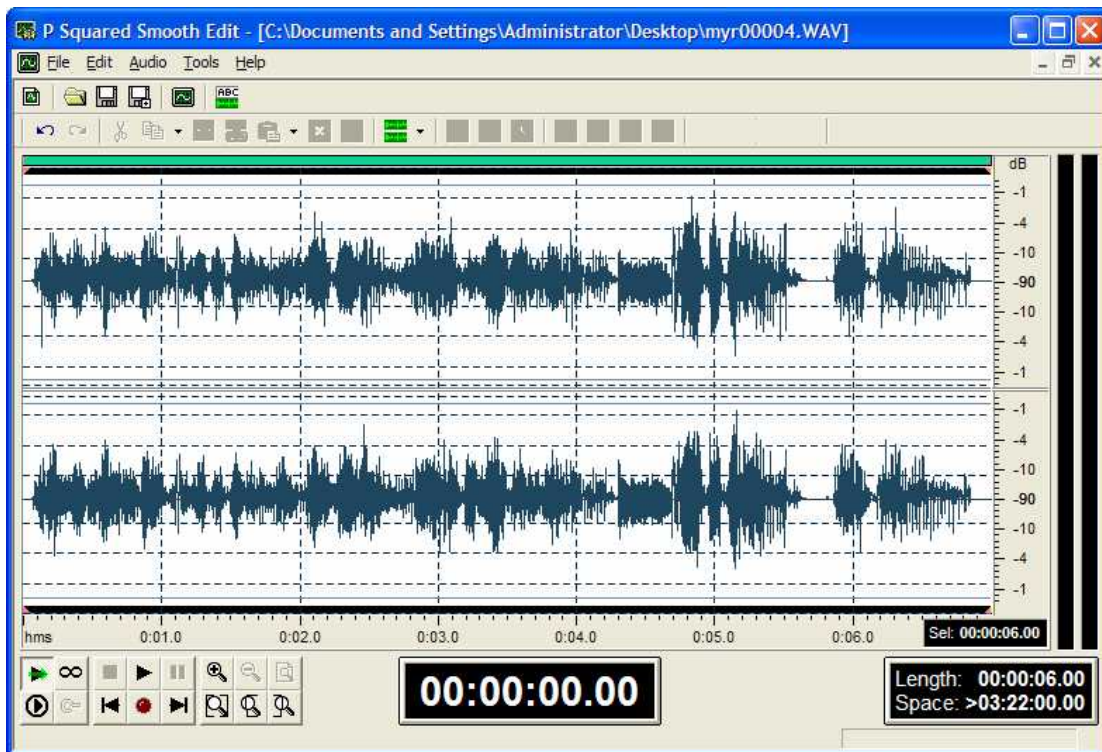 P Squared Smooth Edit - [C:\Documents and Settings\Administrator\Desktop\myr00004.WAV]
File Edit Audio Tools Help
ABC
dB
-1
-4
-10
-90
-10
-4
-1
-1
-4
-10
-90
-10
-4
-1
hms 0:01.0 0:02.0 0:03.0 0:04.0 0:05.0 0:06.0 Sel: 00:00:06.00
00:00:00.00
Length: 00:00:06.00
Space: >03:22:00.00